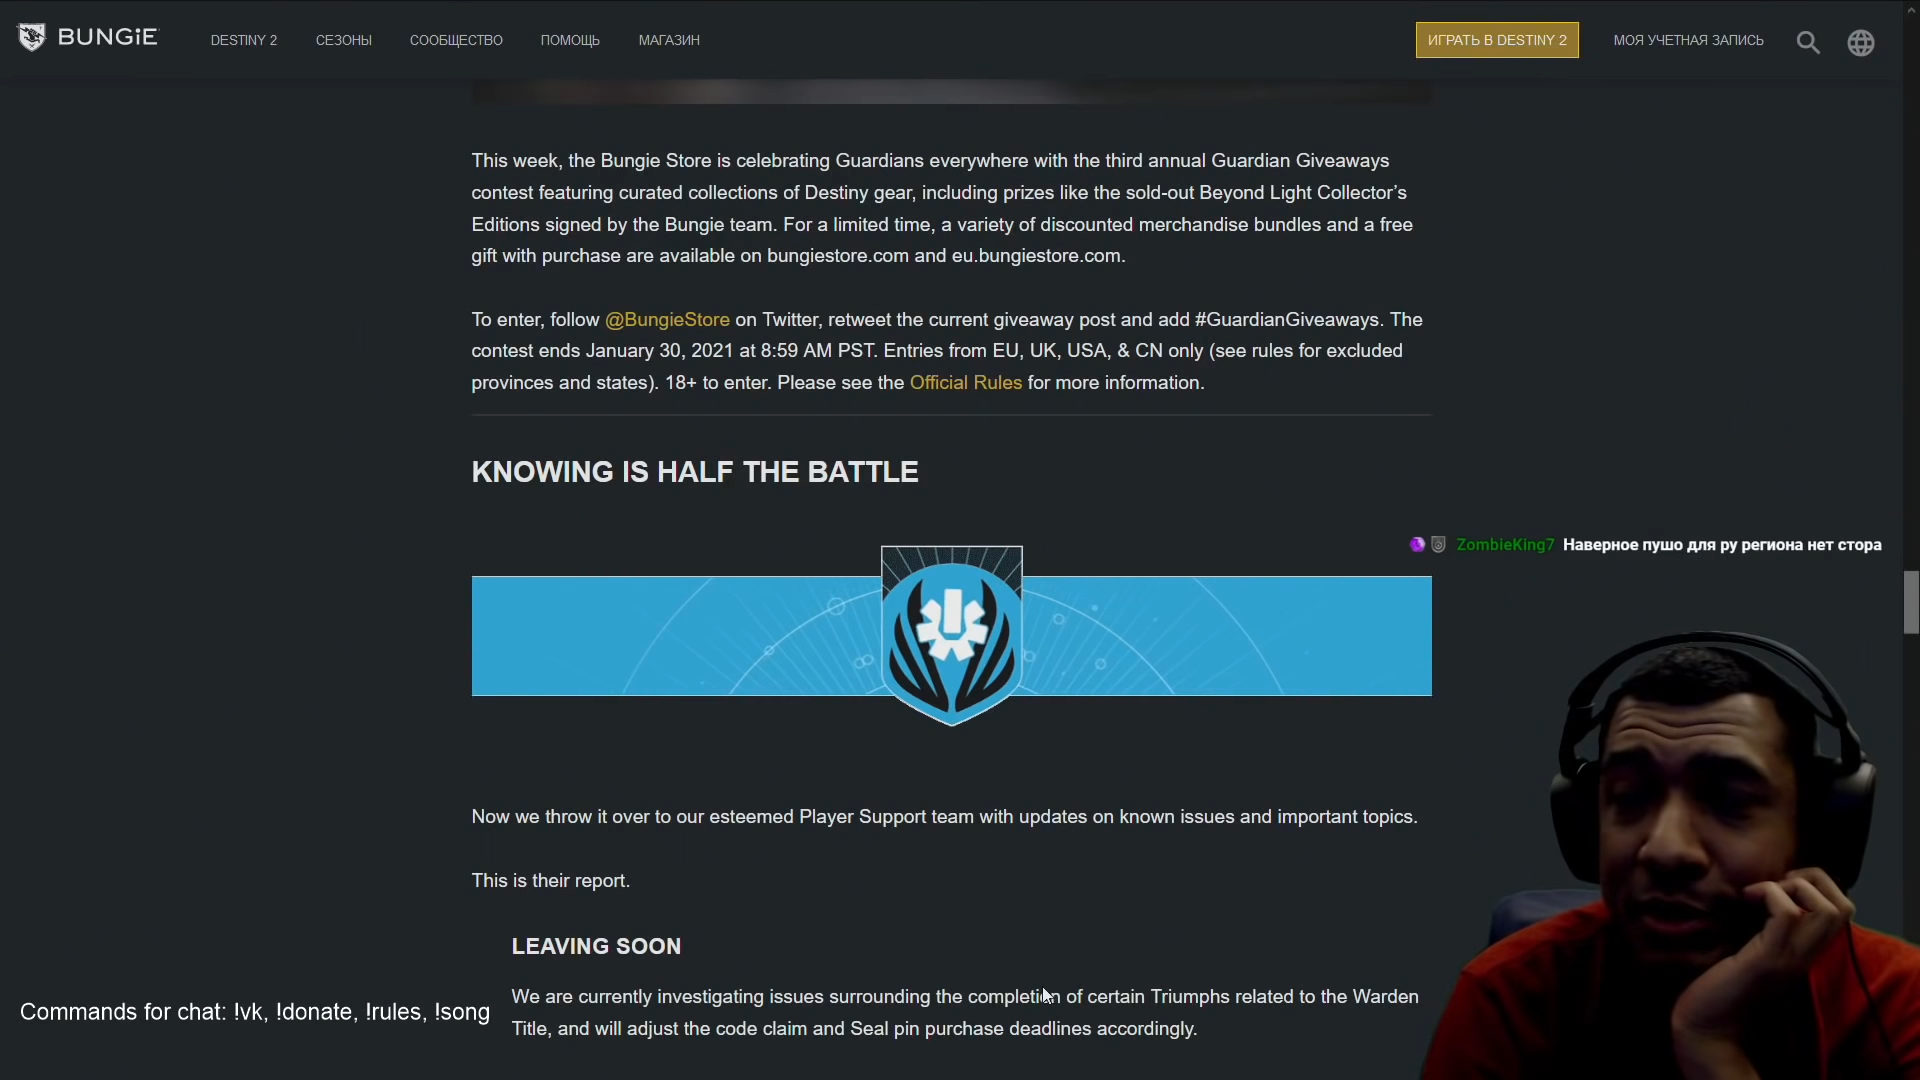 BUNGiE
DESTINY 2
СЕЗОНЫ
СООБЩЕСТВО
ПОМОЩЬ
МАГАЗИН
ИГРАТЬ В DESTINY 2
МОЯ УЧЕТНАЯ ЗАПИСЬ
This week, the Bungie Store is celebrating Guardians everywhere with the third annual Guardian Giveaways
contest featuring curated collections of Destiny gear, including prizes like the sold-out Beyond Light Collector's
Editions signed by the Bungie team. For a limited time, a variety of discounted merchandise bundles and a free
gift with purchase are available on bungiestore.com and eu.bungiestore.com.
To enter, follow @BungieStore on Twitter, retweet the current giveaway post and add #GuardianGiveaways. The
contest ends January 30, 2021 at 8:59 AM PST. Entries from EU, UK, USA, & CN only (see rules for excluded
provinces and states). 18+ to enter. Please see the Official Rules for more information.
KNOWING IS HALF THE BATTLE
ZombieKing7 Наверное пушо для ру региона нет стора
Now we throw it over to our esteemed Player Support team with updates on known issues and important topics.
This is their report.
LEAVING SOON
We are currently investigating issues surrounding the completion of certain Triumphs related to the Warden
Title, and will adjust the code claim and Seal pin purchase deadlines accordingly.
Commands for chat: !vk, !donate, !rules, !song